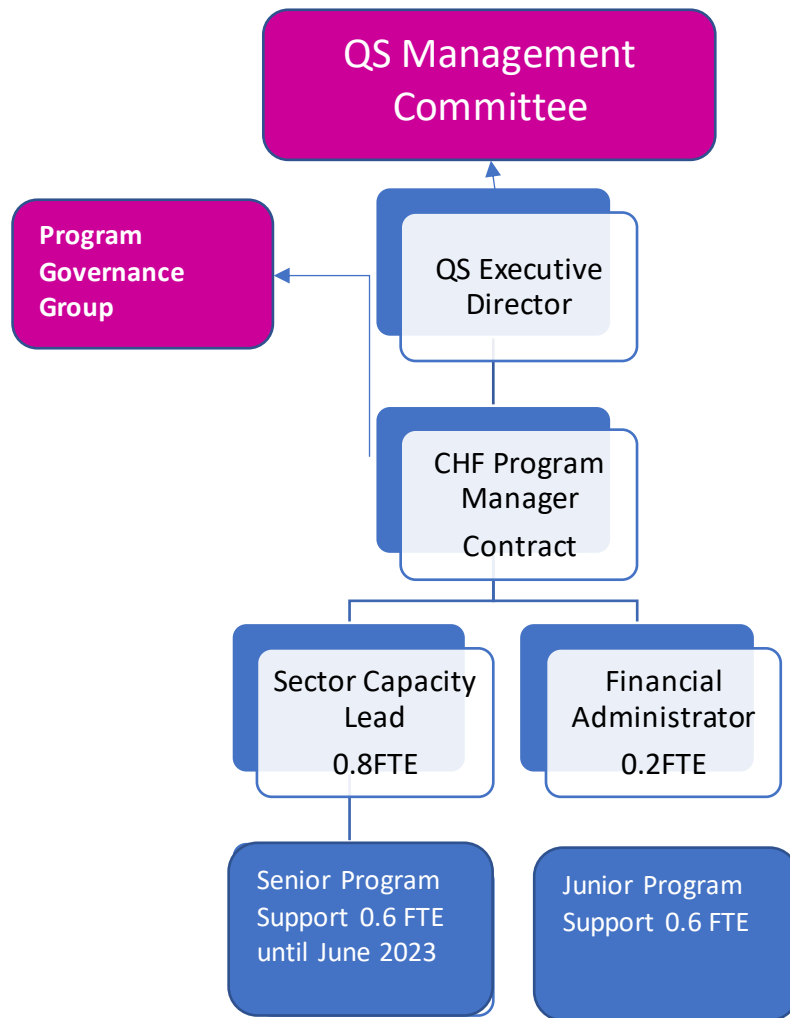 QS Management
Committee
Program
Governance
Group
QS Executive
Director
CHF Program
Manager
Contract
Sector Capacity
Lead
0.8FTE
Financial
Administrator
0.2FTE
Senior Program
Support 0.6 FTE
until June 2023
Junior Program
Support 0.6 FTE